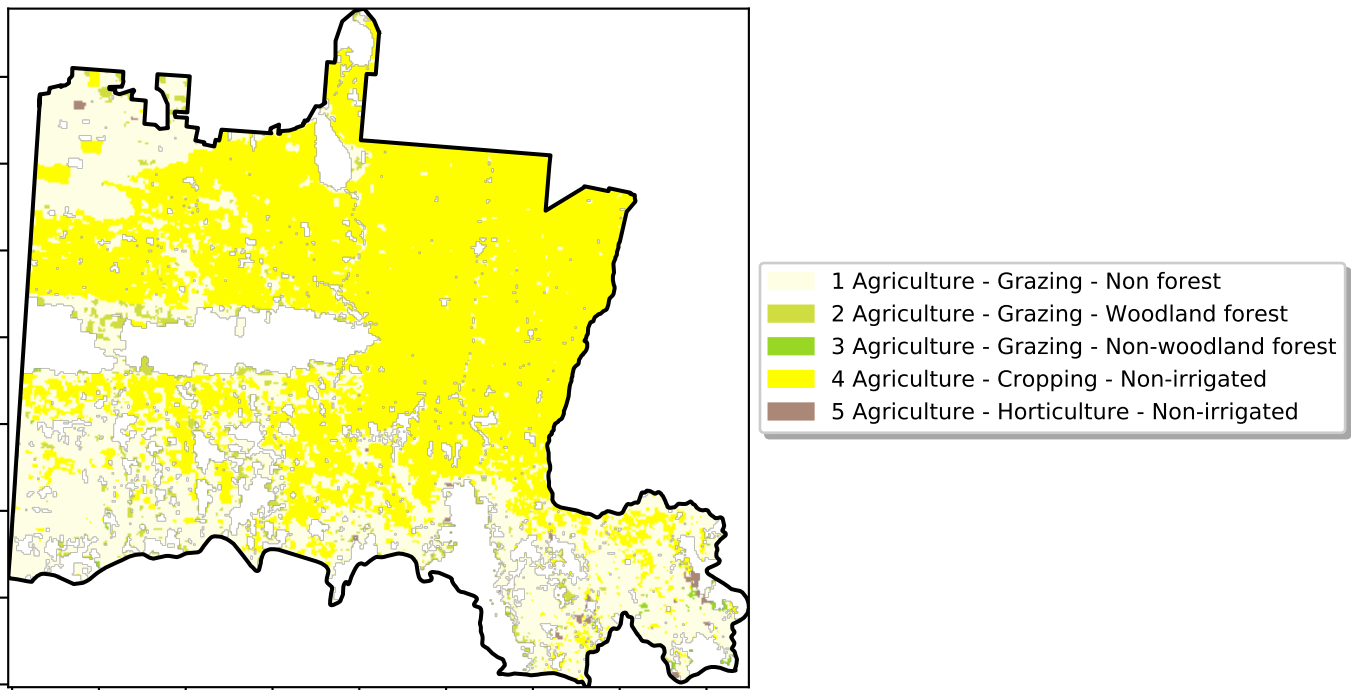 1 Agriculture - Grazing - Non forest
2 Agriculture - Grazing - Woodland forest
3 Agriculture - Grazing - Non-woodland forest
4 Agriculture - Cropping - Non-irrigated
5 Agriculture - Horticulture - Non-irrigated